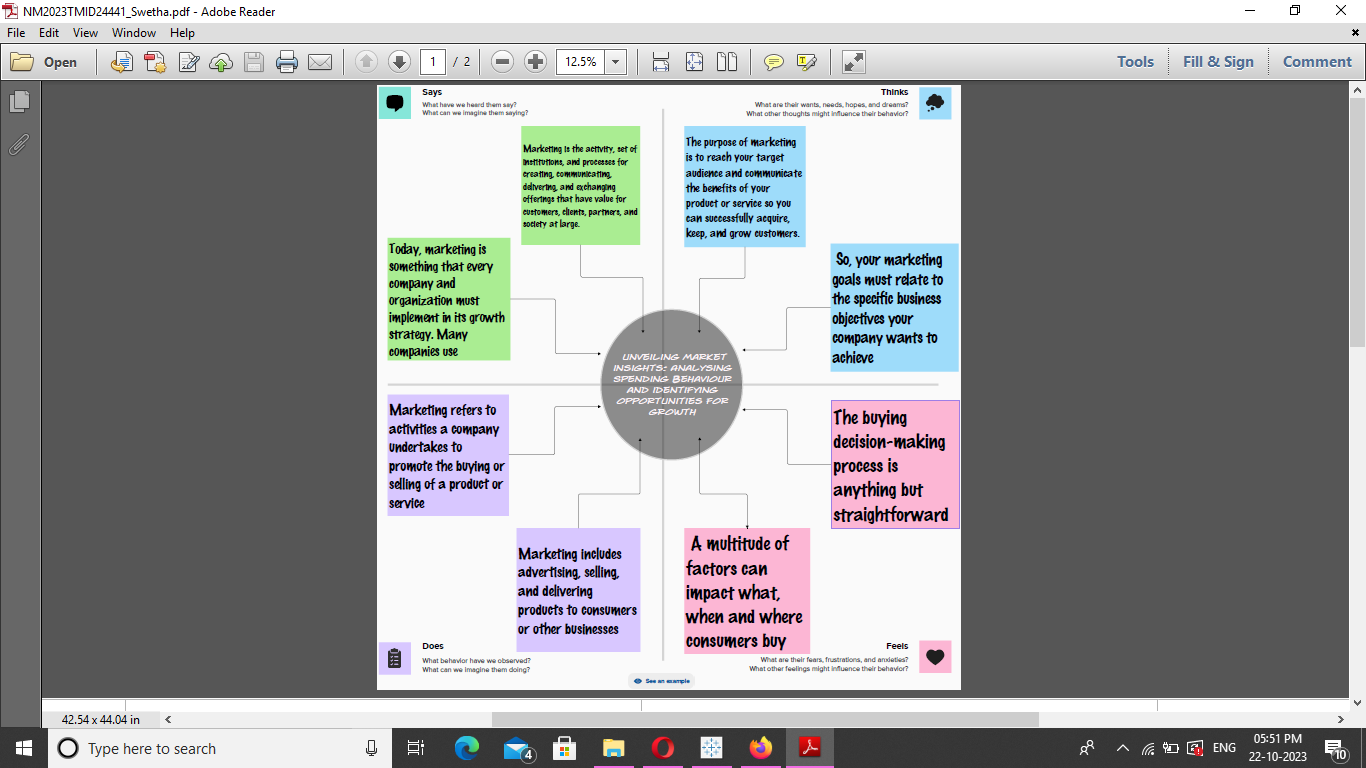 NM2023TMID24441_Swetha.pdf - Adobe Reader
File Edit View Window Help
Open 1 / 2 12.5% Tools Fill & Sign Comment
Says
What have we heard them say?
What can we imagine them saying?
Thinks
What are their wants, needs, hopes, and dreams?
What other thoughts might influence their behavior?
Marketing is the activity, set of
institutions, and processes for
creating, communicating,
delivering, and exchanging
offerings that have value for
customers, clients, partners, and
society at large.
The purpose of marketing
is to reach your target
audience and communicate
the benefits of your
product or service so you
can successfully acquire,
keep, and grow customers.
Today, marketing is
something that every
company and
organization must
implement in its growth
strategy. Many
companies use
So, your marketing
goals must relate to
the specific business
objectives your
company wants to
achieve
UNVEILING MARKET
INSIGHTS: ANALYSING
SPENDING BEHAVIOUR
AND IDENTIFYING
OPPORTUNITIES FOR
GROWTH
Marketing refers to
activities a company
undertakes to
promote the buying or
selling of a product or
service
The buying
decision-making
process is
anything but
straightforward
Marketing includes
advertising, selling,
and delivering
products to consumers
or other businesses
A multitude of
factors can
impact what,
when and where
consumers buy
Does
What behavior have we observed?
What can we imagine them doing?
Feels
What are their fears, frustrations, and anxieties?
What other feelings might influence their behavior?
See an example
42.54 x 44.04 in
Type here to search
4
ENG
05:51 PM
22-10-2023
10